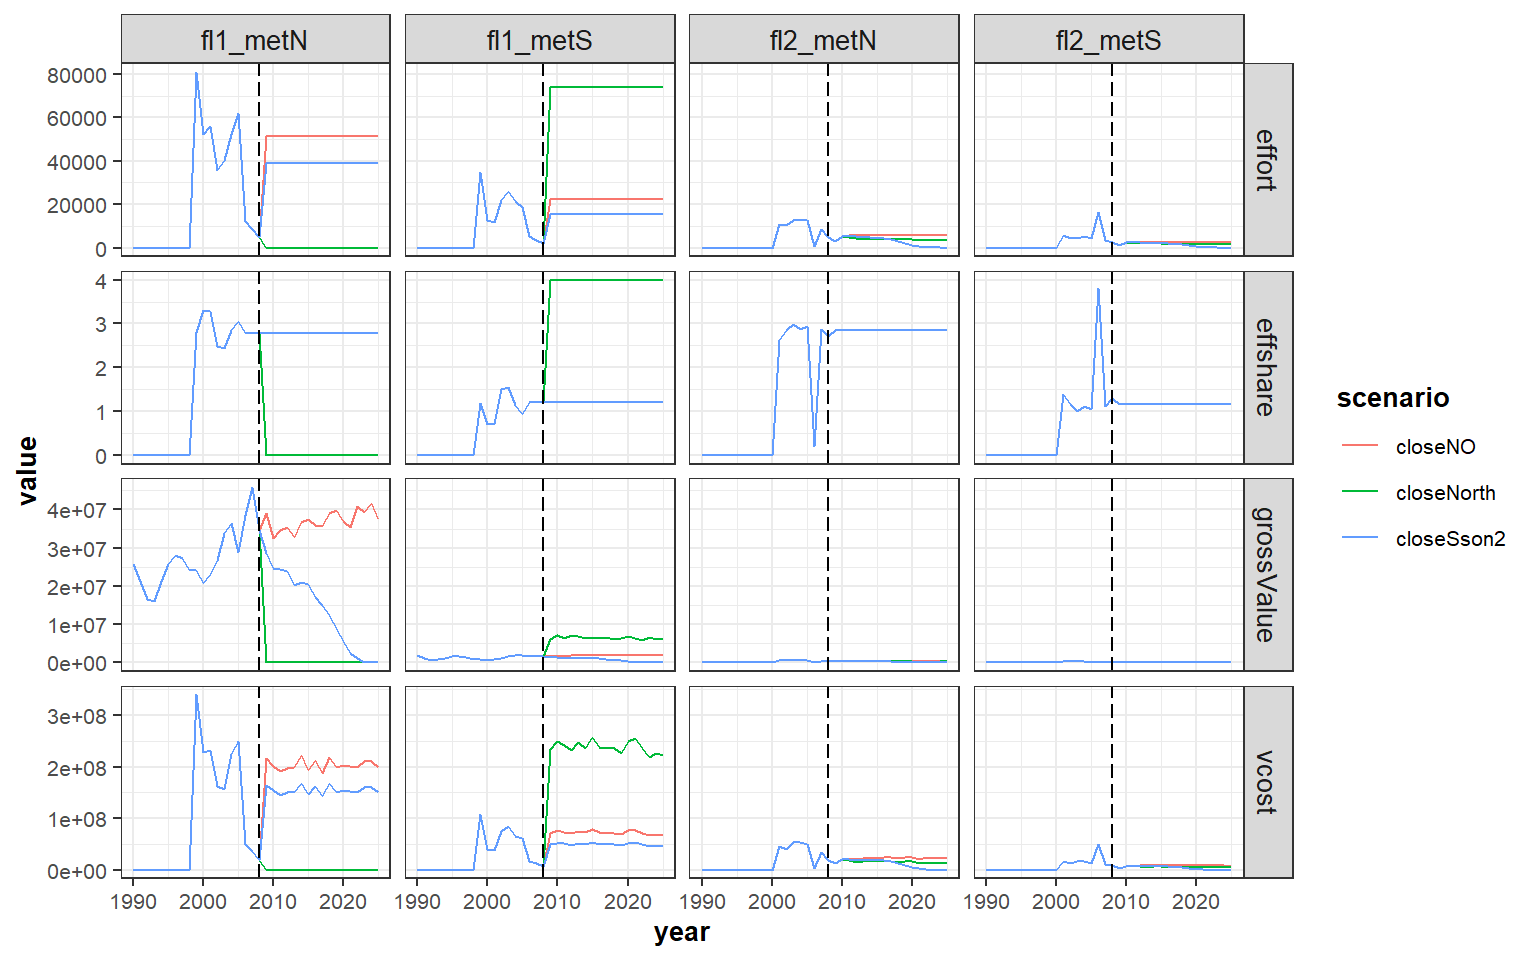 fl1_metN fl1_metS fl2_metN fl2_metS
80000
60000
40000
20000
0
effort
4
3
2
1
0
effshare
4e+07
3e+07
2e+07
1e+07
0e+00
grossValue
3e+08
2e+08
1e+08
0e+00
vcost
1990 2000 2010 2020 1990 2000 2010 2020 1990 2000 2010 2020 1990 2000 2010 2020
year
value
scenario
closeNO
closeNorth
closeSson2